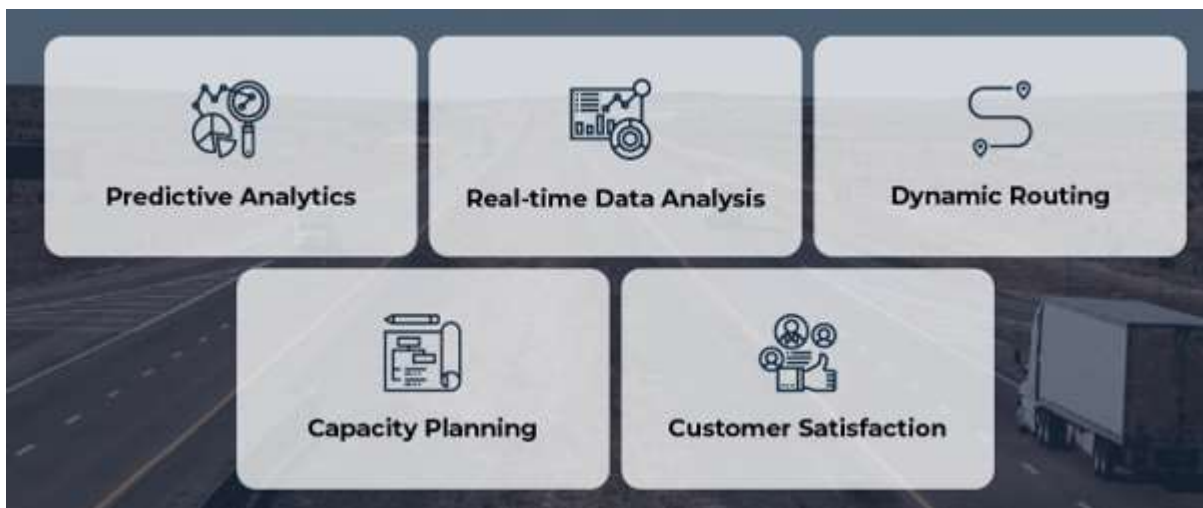 Predictive Analytics
Real-time Data Analysis
Dynamic Routing
Capacity Planning
Customer Satisfaction